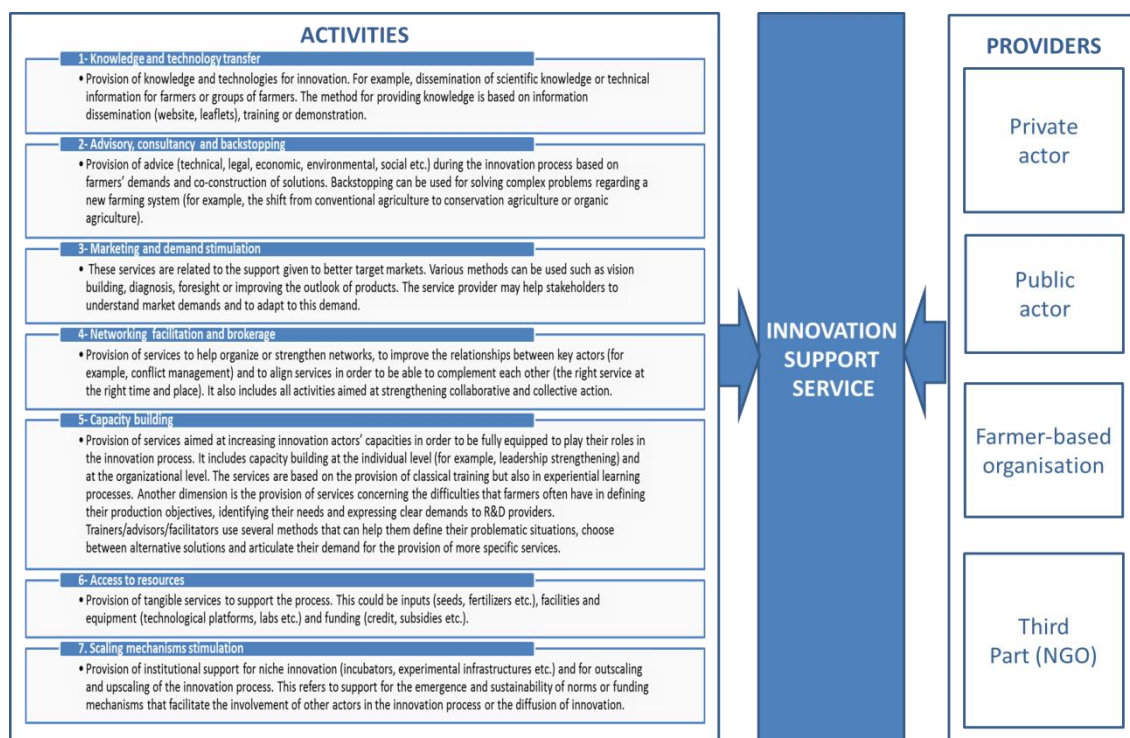 ACTIVITIES
1- Knowledge and technology transfer
• Provision of knowledge and technologies for innovation. For example, dissemination of scientific knowledge or technical
information for farmers or groups of farmers. The method for providing knowledge is based on information
dissemination (website, leaflets), training or demonstration.
2- Advisory, consultancy and backstopping
• Provision of advice (technical, legal, economic, environmental, social etc.) during the innovation process based on
farmers' demands and co-construction of solutions. Backstopping can be used for solving complex problems regarding a
new farming system (for example, the shift from conventional agriculture to conservation agriculture or organic
agriculture).
3- Marketing and demand stimulation
• These services are related to the support given to better target markets. Various methods can be used such as vision
building, diagnosis, foresight or improving the outlook of products. The service provider may help stakeholders to
understand market demands and to adapt to this demand.
4- Networking facilitation and brokerage
• Provision of services to help organize or strengthen networks, to improve the relationships between key actors (for
example, conflict management) and to align services in order to be able to complement each other (the right service at
the right time and place). It also includes all activities aimed at strengthening collaborative and collective action.
5- Capacity building
• Provision of services aimed at increasing innovation actors' capacities in order to be fully equipped to play their roles in
the innovation process. It includes capacity building at the individual level (for example, leadership strengthening) and
at the organizational level. The services are based on the provision of classical training but also in experiential learning
processes. Another dimension is the provision of services concerning the difficulties that farmers often have in defining
their production objectives, identifying their needs and expressing clear demands to R&D providers.
Trainers/advisors/facilitators use several methods that can help them define their problematic situations, choose
between alternative solutions and articulate their demand for the provision of more specific services.
6- Access to resources
• Provision of tangible services to support the process. This could be inputs (seeds, fertilizers etc.), facilities and
equipment (technological platforms, labs etc.) and funding (credit, subsidies etc.).
7. Scaling mechanisms stimulation
• Provision of institutional support for niche innovation (incubators, experimental infrastructures etc.) and for outscaling
and upscaling of the innovation process. This refers to support for the emergence and sustainability of norms or funding
mechanisms that facilitate the involvement of other actors in the innovation process or the diffusion of innovation.
INNOVATION
SUPPORT
SERVICE
PROVIDERS
Private
actor
Public
actor
Farmer-based
organisation
Third
Part (NGO)